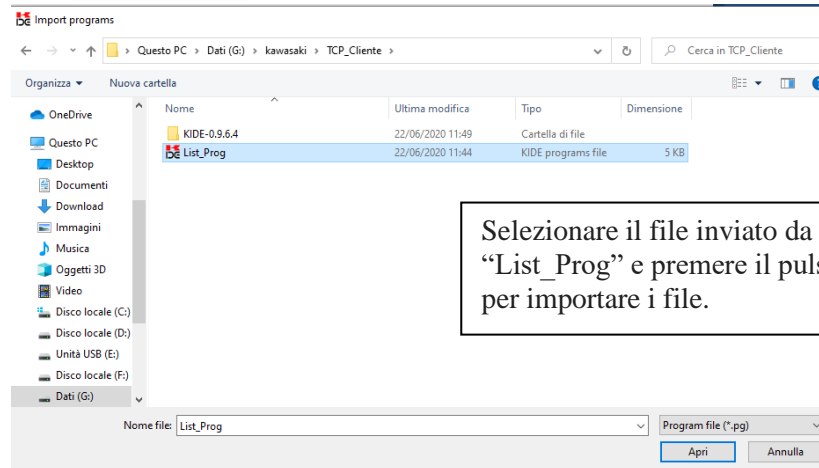 Import programs
Questo PC > Dati (G:) > kawasaki > TCP_Cliente >
Cerca in TCP_Cliente
Organizza
Nuova cartella
Nome
Ultima modifica
Tipo
Dimensione
OneDrive
Questo PC
Desktop
Documenti
Download
Immagini
Musica
Oggetti 3D
Video
Disco locale (C:)
Disco locale (D:)
Unità USB (E:)
Disco locale (F:)
Dati (G:)
KIDE-0.9.6.4 22/06/2020 11:49 Cartella di file
List_Prog 22/06/2020 11:44 KIDE programs file 5 KB
Selezionare il file inviato da
“List_Prog” e premere il puls
per importare i file.
Nome file: List_Prog
Program file (*.pg)
Apri
Annulla